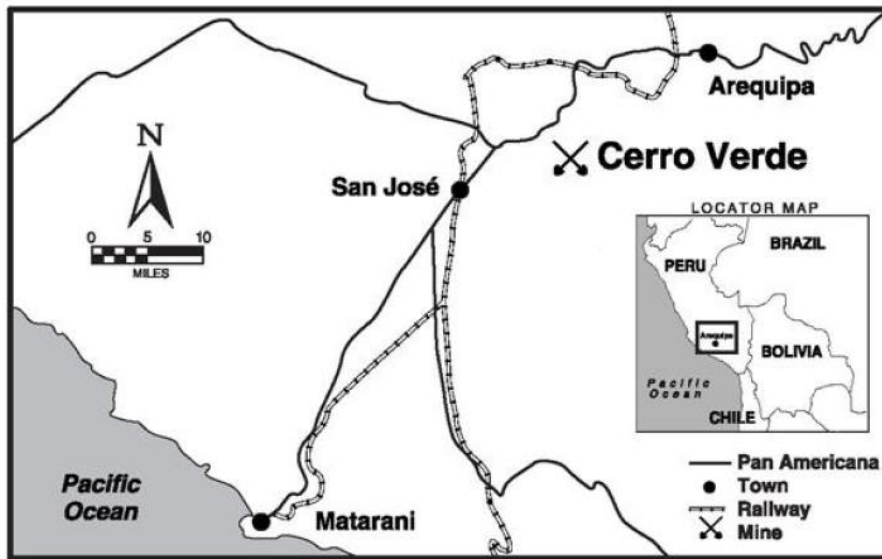 Arequipa
Cerro Verde
N
San José
0 5 10
MILES
LOCATOR MAP
BRAZIL
PERU
Arequipa
BOLIVIA
Pacific
Ocean
CHILE
Pacific
Ocean
Matarani
Pan Americana
Town
Railway
Mine